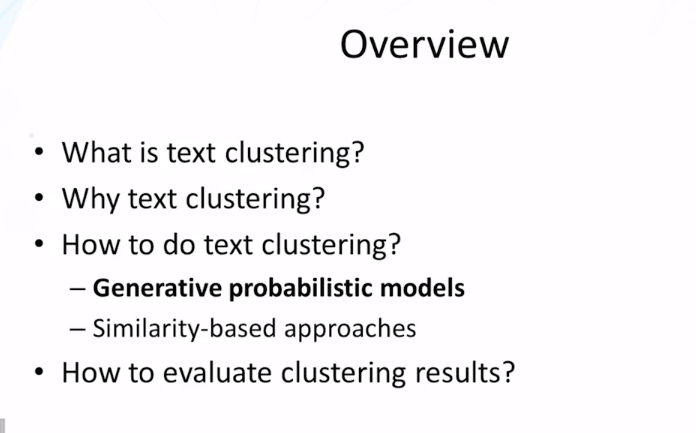 Overview
• What is text clustering?
• Why text clustering?
• How to do text clustering?
– Generative probabilistic models
– Similarity-based approaches
• How to evaluate clustering results?